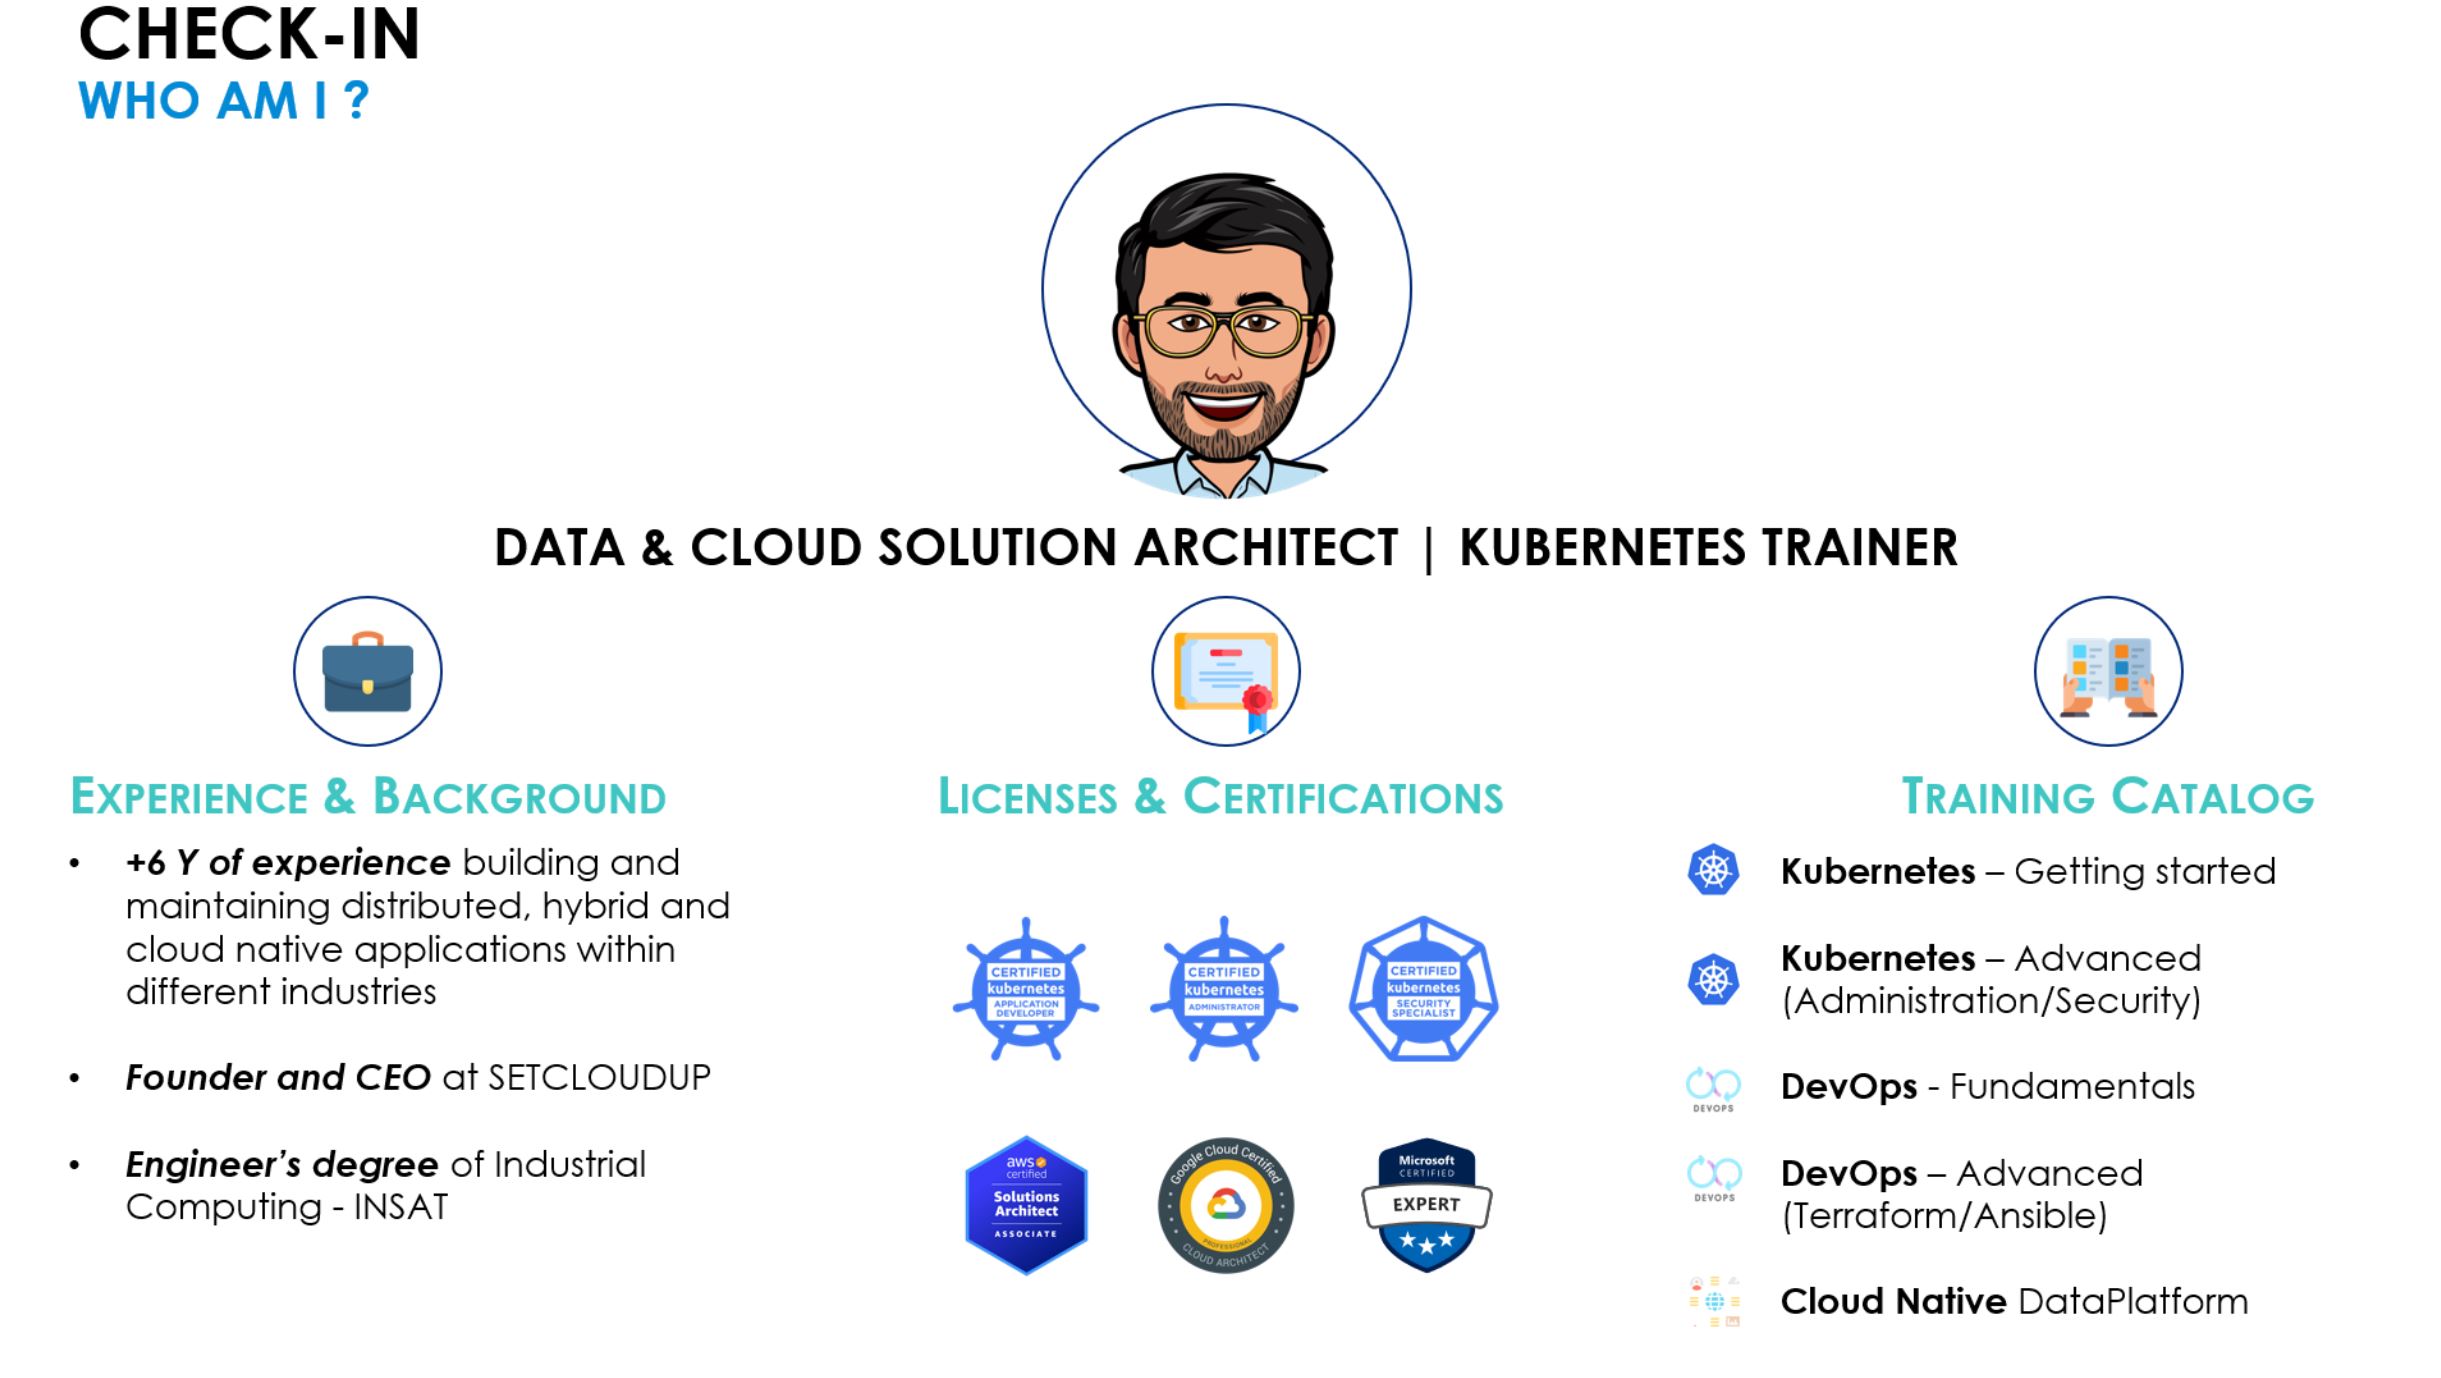 CHECK-IN
WHO AM I ?
DATA & CLOUD SOLUTION ARCHITECT | KUBERNETES TRAINER
EXPERIENCE & BACKGROUND
• +6 Y of experience building and
maintaining distributed, hybrid and
cloud native applications within
different industries
• Founder and CEO at SETCLOUDUP
• Engineer’s degree of Industrial
Computing - INSAT
LICENSES & CERTIFICATIONS
CERTIFIED
kubernetes
APPLICATION
DEVELOPER
CERTIFIED
kubernetes
ADMINISTRATOR
CERTIFIED
kubernetes
SECURITY
SPECIALIST
aws
certified
Solutions
Architect
ASSOCIATE
Google Cloud Certified
PROFESSIONAL
CLOUD ARCHITECT
Microsoft
CERTIFIED
EXPERT
TRAINING CATALOG
Kubernetes – Getting started
Kubernetes – Advanced
(Administration/Security)
DEVOPS
DevOps - Fundamentals
DEVOPS
DevOps – Advanced
(Terraform/Ansible)
Cloud Native DataPlatform